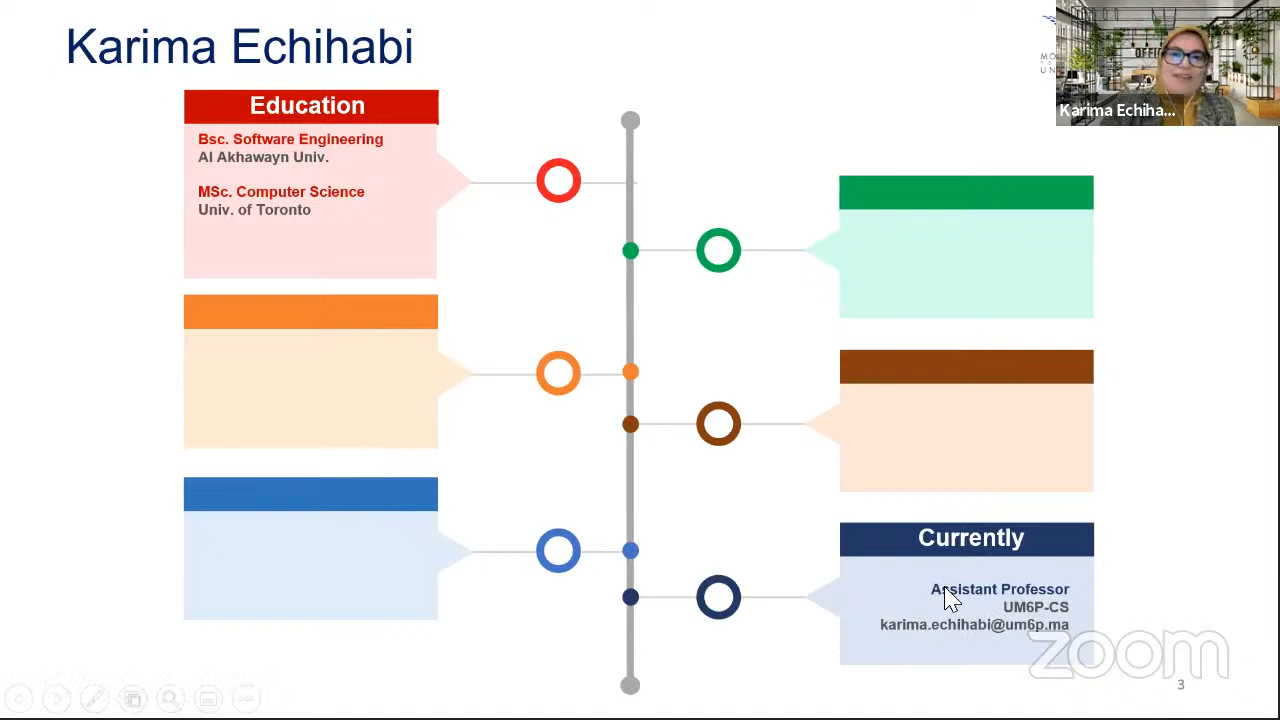 Karima Echihabi
Education
Bsc. Software Engineering
Al Akhawayn Univ.
MSc. Computer Science
Univ. of Toronto
Currently
Assistant Professor
UM6P-CS
karima.echihabi@um6p.ma
zoom
3
OFFI
Karima Echiha...